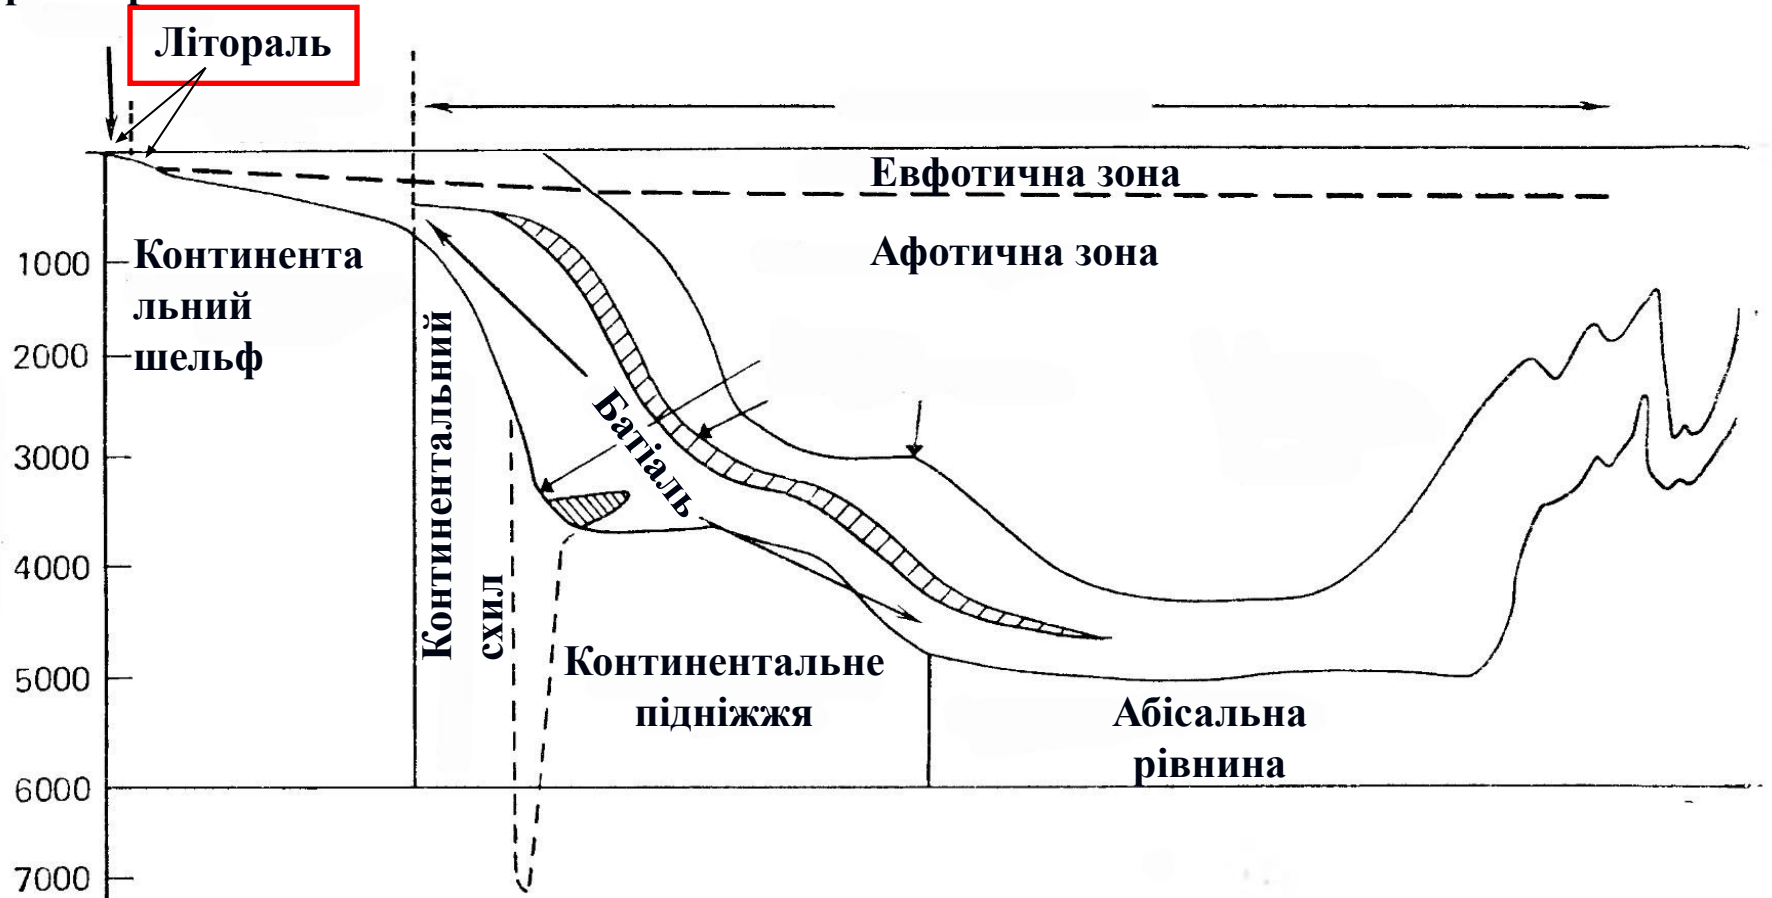 Літораль
Евфотична зона
Афотична зона
Континента
льний
шельф
Континентальний
схил
Батіаль
Континентальне
підніжжя
Абісальна
рівнина
1000
2000
3000
4000
5000
6000
7000